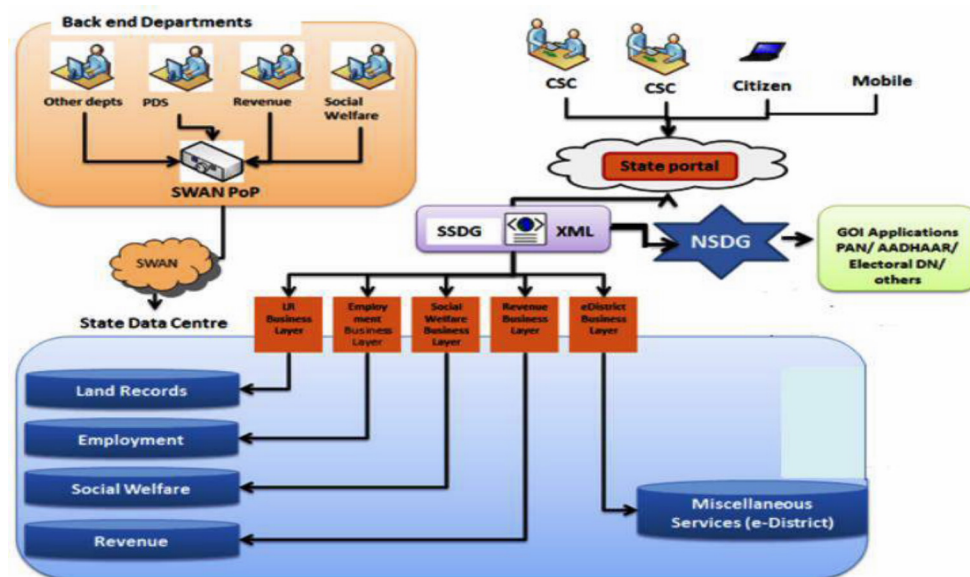 Back end Departments
Other depts
PDS
Revenue
Social
Welfare
SWAN PoP
CSC
CSC
Citizen
Mobile
State portal
SSDG
XML
NSDG
GOI Applications
PAN/ AADHAAR/
Electoral DN/
others
SWAN
State Data Centre
LR
Business
Layer
Employ
ment
Business
Layer
Social
Welfare
Business
Layer
Revenue
Business
Layer
eDistrict
Business
Layer
Land Records
Employment
Social Welfare
Revenue
Miscellaneous
Services (e-District)